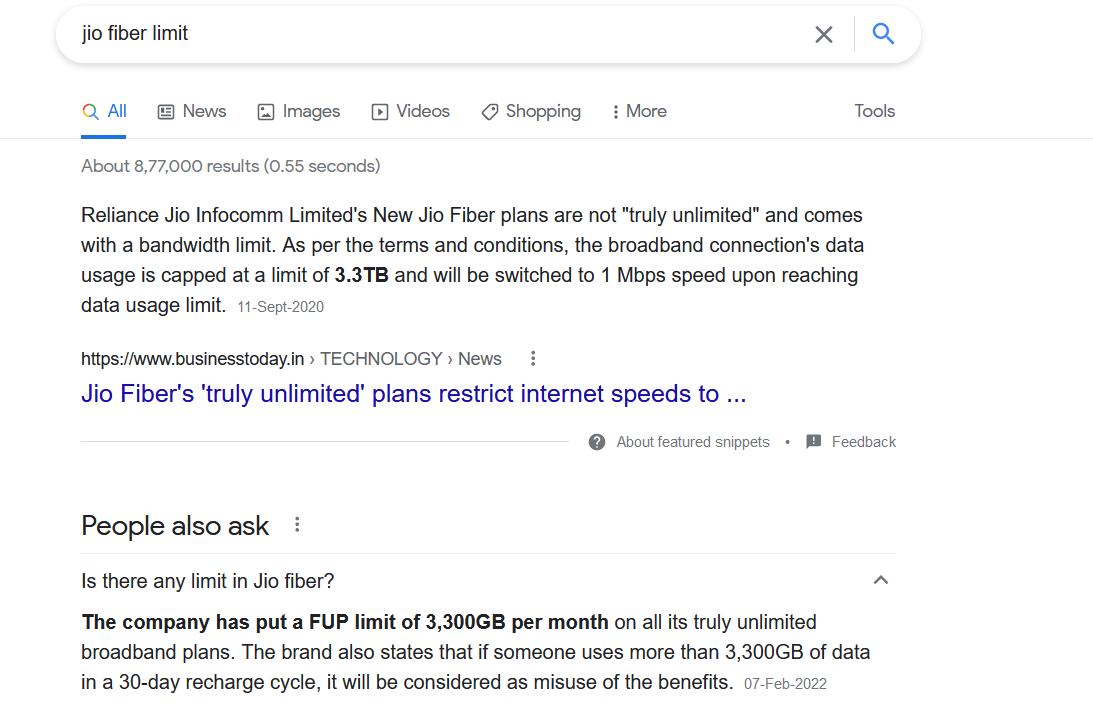 jio fiber limit
All News Images Videos Shopping More Tools
About 8,77,000 results (0.55 seconds)
Reliance Jio Infocomm Limited's New Jio Fiber plans are not "truly unlimited" and comes
with a bandwidth limit. As per the terms and conditions, the broadband connection's data
usage is capped at a limit of 3.3TB and will be switched to 1 Mbps speed upon reaching
data usage limit. 11-Sept-2020
https://www.businesstoday.in › TECHNOLOGY › News
Jio Fiber's 'truly unlimited' plans restrict internet speeds to ...
About featured snippets • Feedback
People also ask
Is there any limit in Jio fiber?
The company has put a FUP limit of 3,300GB per month on all its truly unlimited
broadband plans. The brand also states that if someone uses more than 3,300GB of data
in a 30-day recharge cycle, it will be considered as misuse of the benefits. 07-Feb-2022